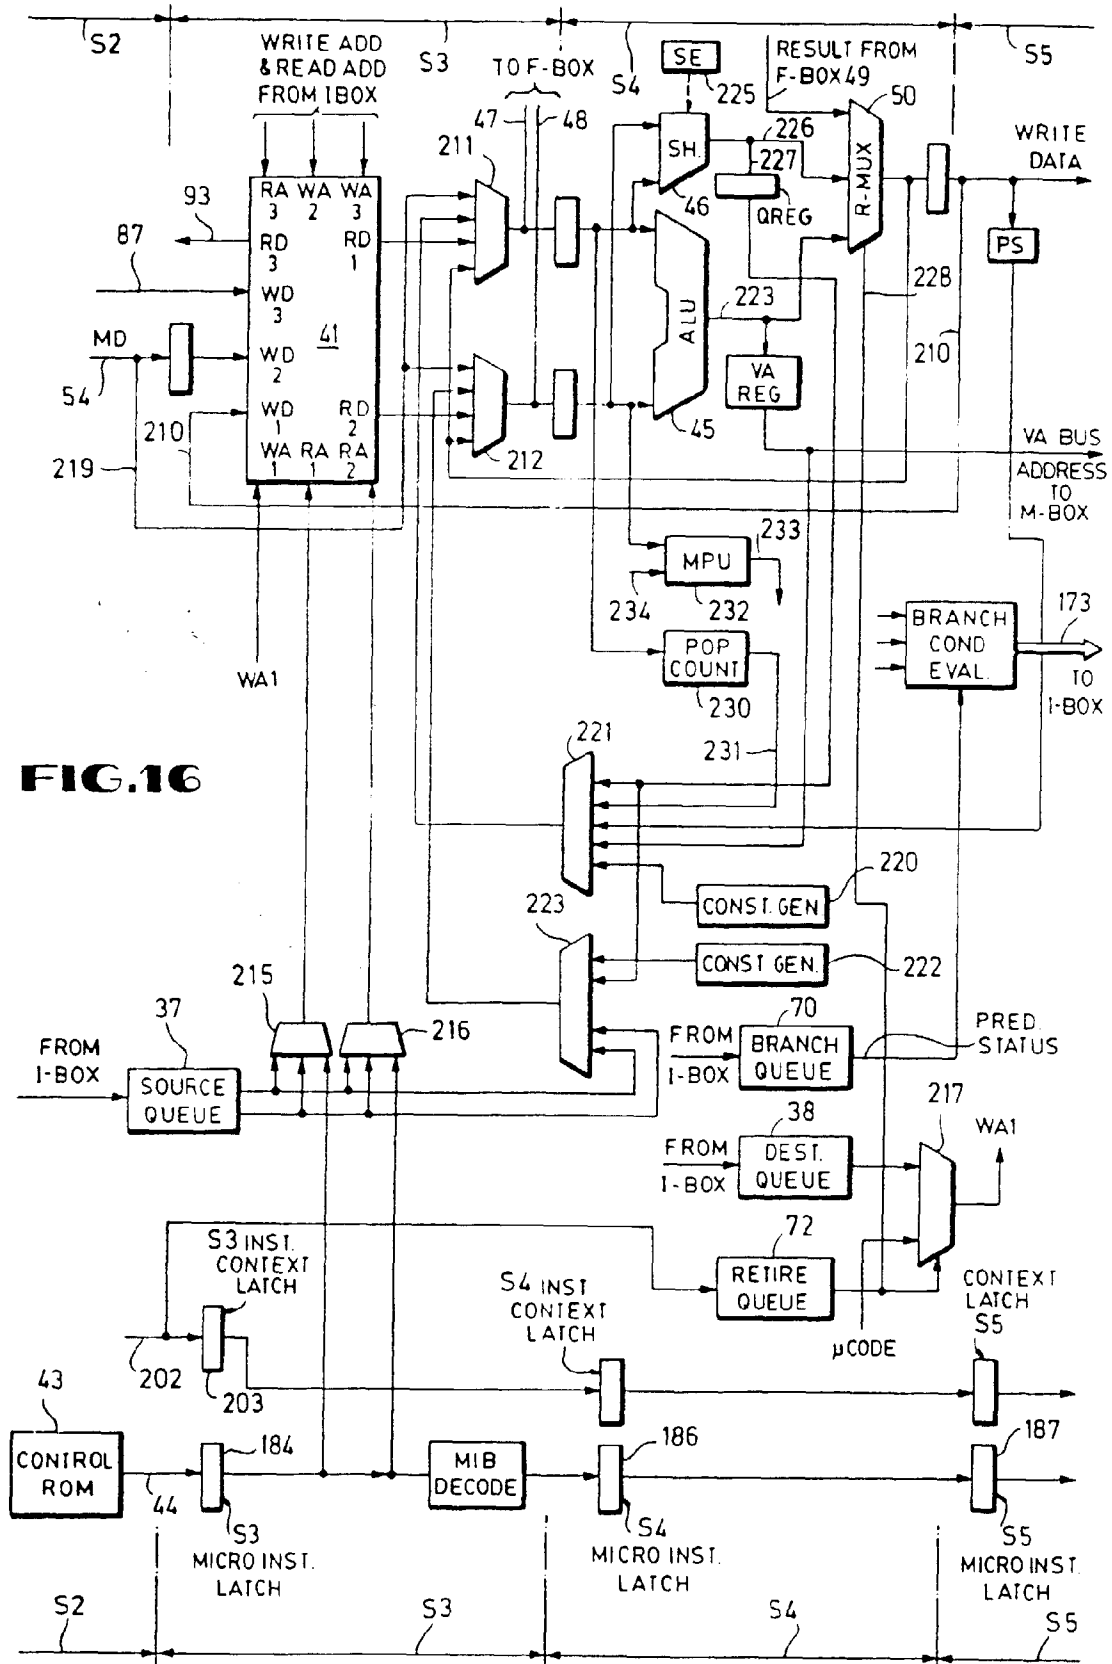 S2
S3
S4
S5
WRITE ADD
& READ ADD
FROM IBOX
TO F-BOX
47
48
SE
225
RESULT FROM
F-BOX 49
50
WRITE
DATA
211
SH.
46
226
227
QREG
R-MUX
PS
93
87
MD
54
219
210
RA
3
WA
2
WA
3
RD
3
RD
1
WD
3
41
WD
2
WD
1
RD
2
WA
1
RA
1
RA
2
ALU
45
223
VA
REG
228
210
212
VA BUS
ADDRESS
TO
M-BOX
WA1
MPU
232
233
234
POP
COUNT
230
231
BRANCH
COND
EVAL.
173
TO
I-BOX
FIG.16
221
220
CONST. GEN
223
CONST GEN.
222
215
216
37
FROM
I-BOX
SOURCE
QUEUE
FROM
I-BOX
70
BRANCH
QUEUE
PRED.
STATUS
38
FROM
I-BOX
DEST.
QUEUE
217
WA1
72
RETIRE
QUEUE
µCODE
S3 INST.
CONTEXT
LATCH
202
203
S4 INST
CONTEXT
LATCH
CONTEXT
LATCH
S5
43
CONTROL
ROM
44
184
S3
MICRO INST.
LATCH
MIB
DECODE
186
S4
MICRO INST.
LATCH
187
S5
MICRO INST.
LATCH
S2
S3
S4
S5